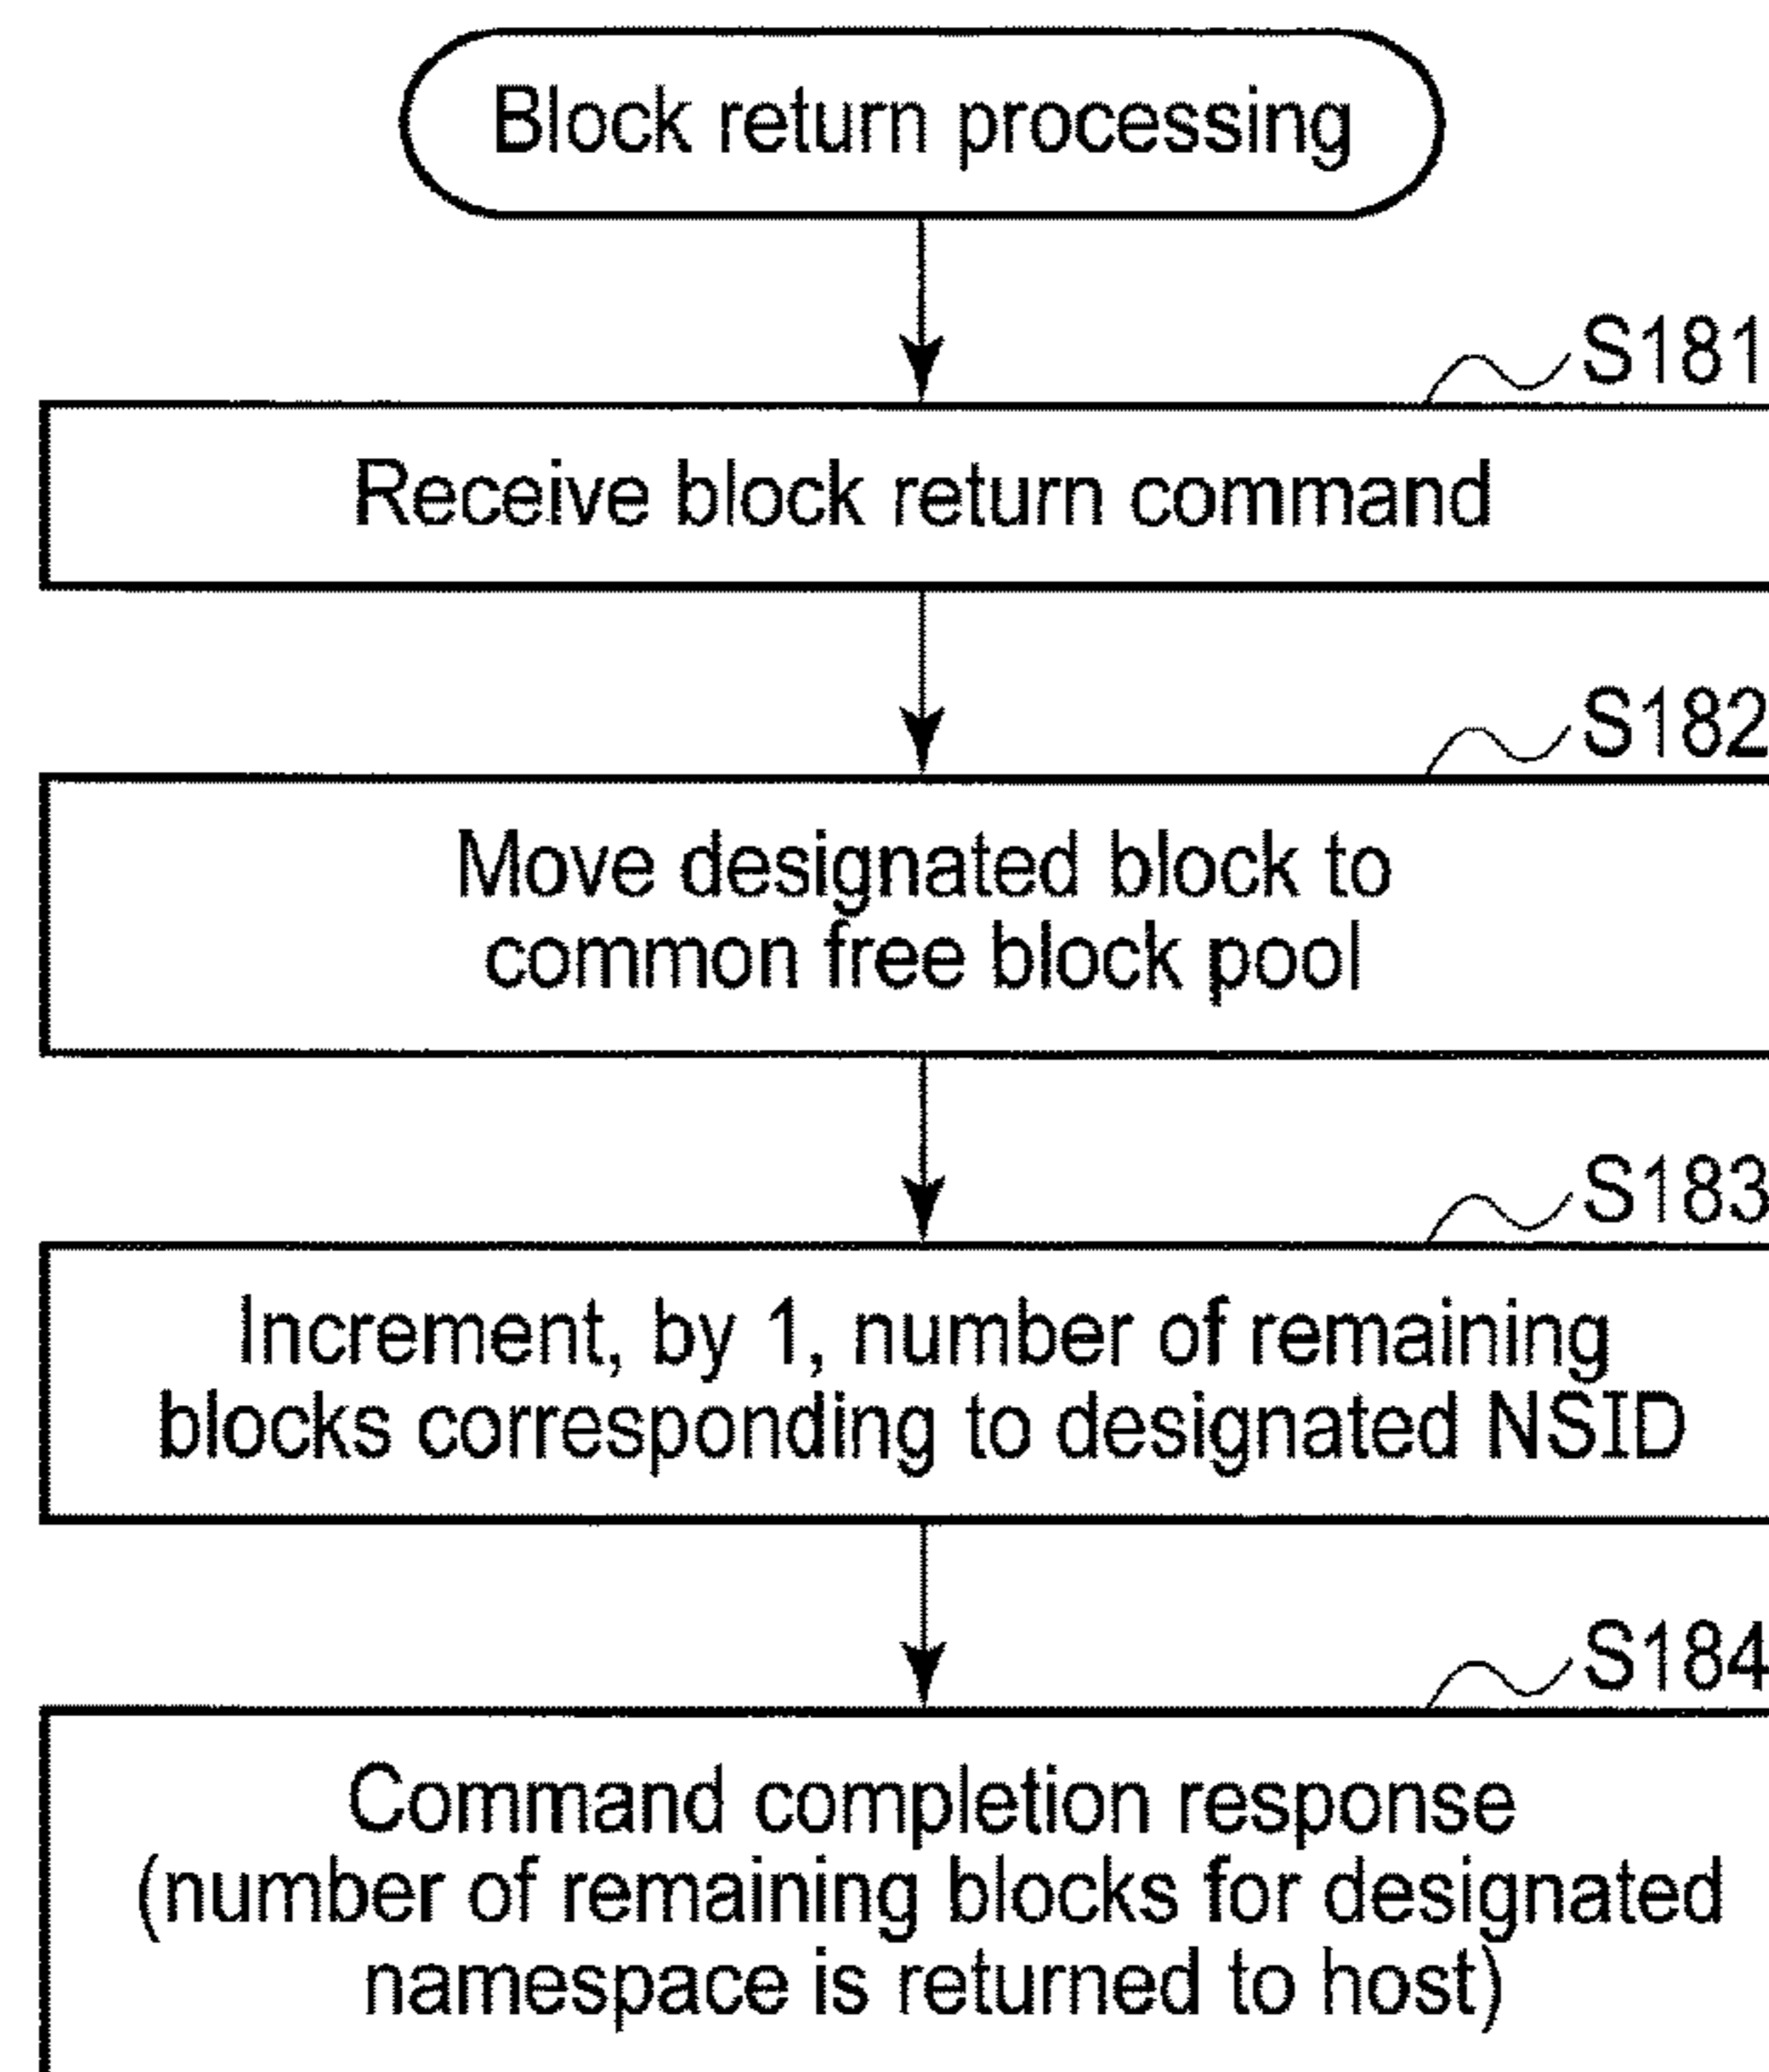 Block return processing
S181
Receive block return command
S182
Move designated block to
common free block pool
S183
Increment, by 1, number of remaining
blocks corresponding to designated NSID
S184
Command completion response
(number of remaining blocks for designated
namespace is returned to host)